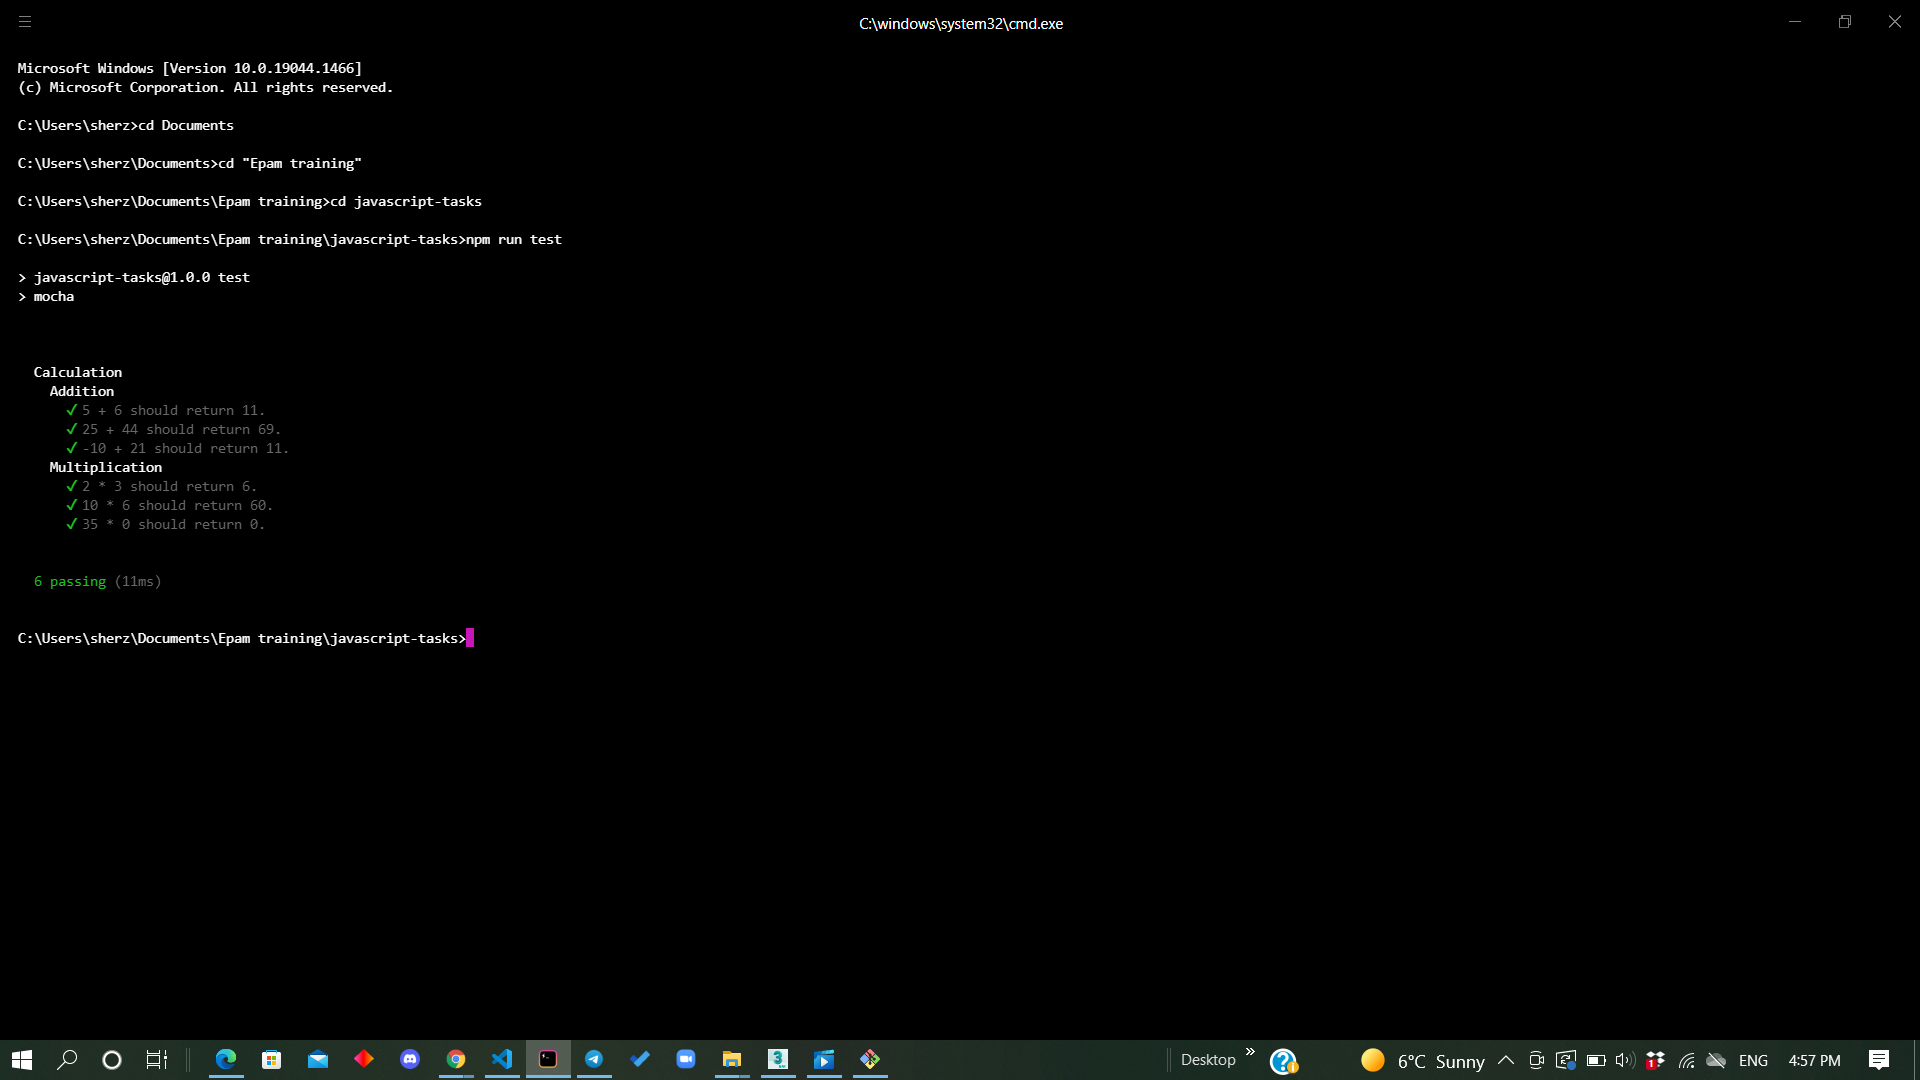 C:\windows\system32\cmd.exe
Microsoft Windows [Version 10.0.19044.1466]
(c) Microsoft Corporation. All rights reserved.
C:\Users\sherz>cd Documents
C:\Users\sherz\Documents>cd "Epam training"
C:\Users\sherz\Documents\Epam training>cd javascript-tasks
C:\Users\sherz\Documents\Epam training\javascript-tasks>npm run test
> javascript-tasks@1.0.0 test
> mocha
Calculation
Addition
✓ 5 + 6 should return 11.
✓ 25 + 44 should return 69.
✓ -10 + 21 should return 11.
Multiplication
✓ 2 * 3 should return 6.
✓ 10 * 6 should return 60.
✓ 35 * 0 should return 0.
6 passing (11ms)
C:\Users\sherz\Documents\Epam training\javascript-tasks>
Desktop » 6°C Sunny ENG 4:57 PM